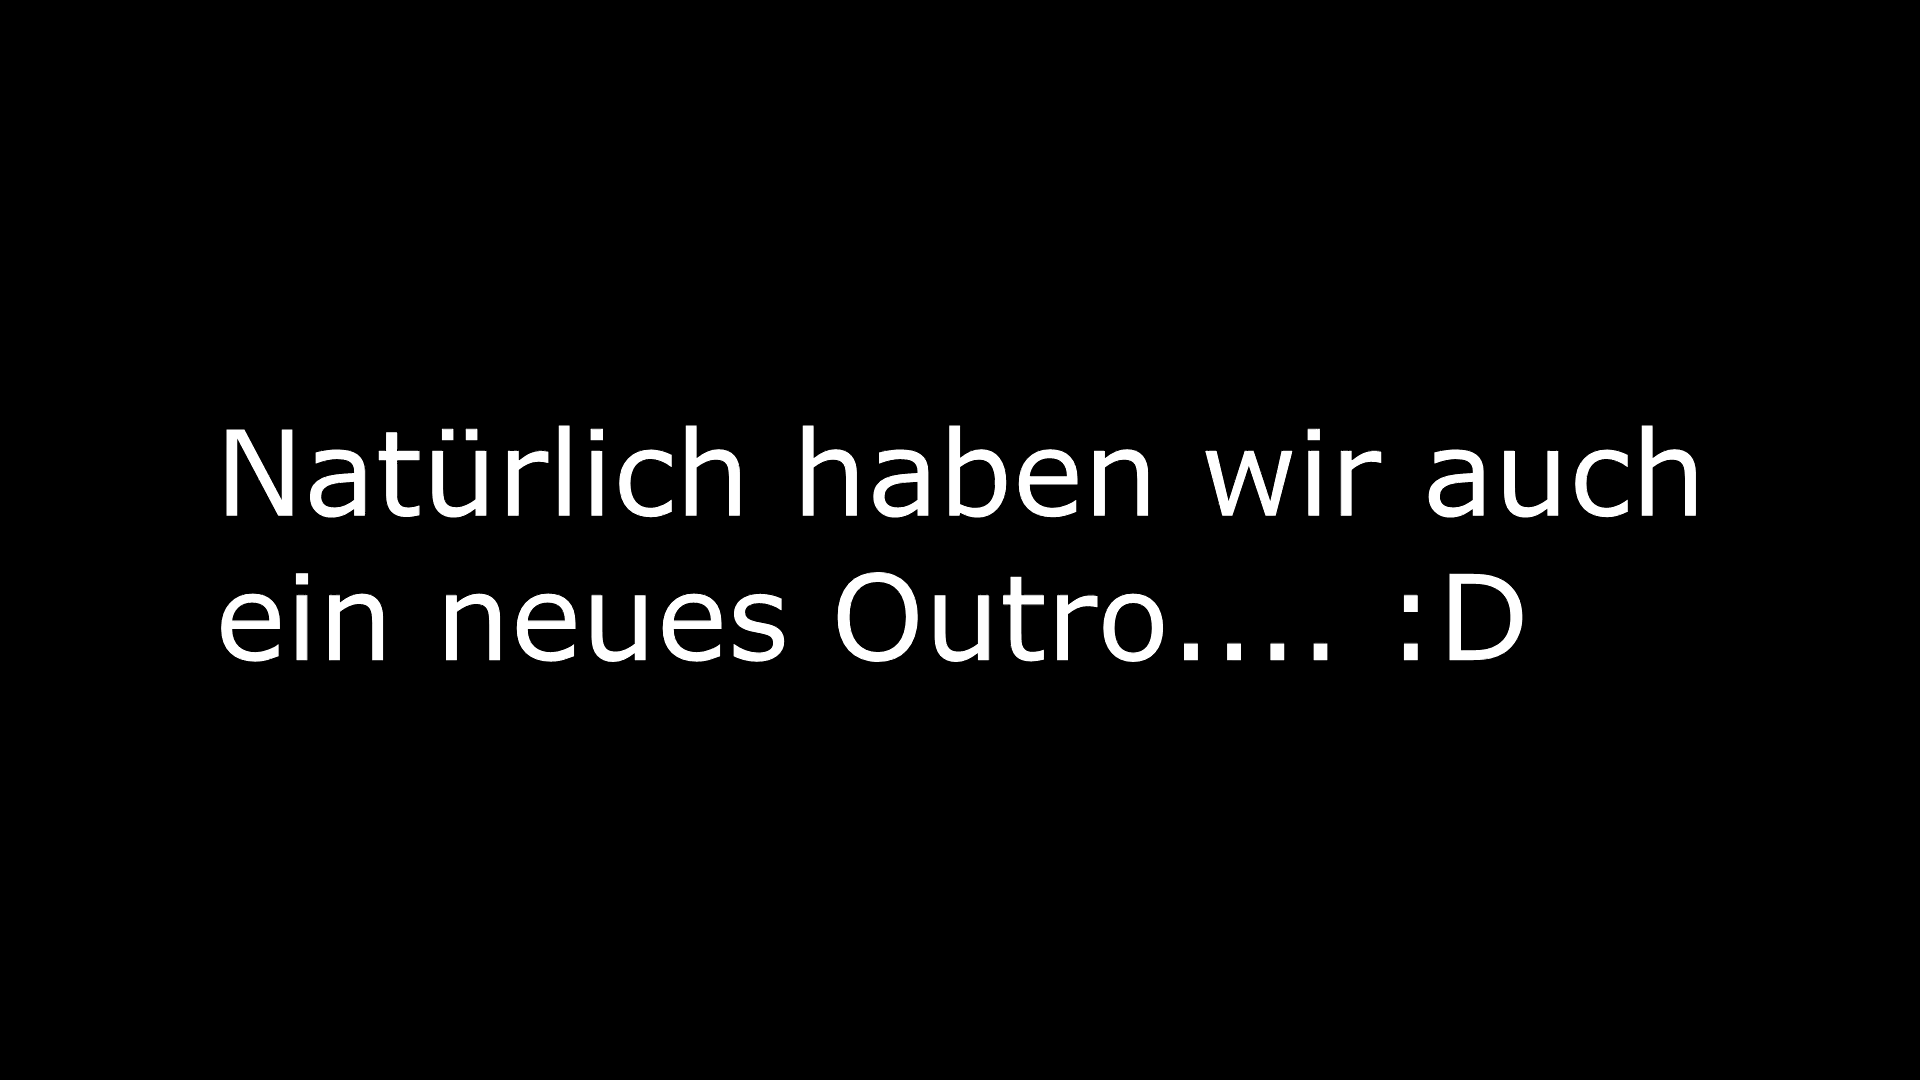 Natürlich haben wir auch
ein neues Outro.... :D